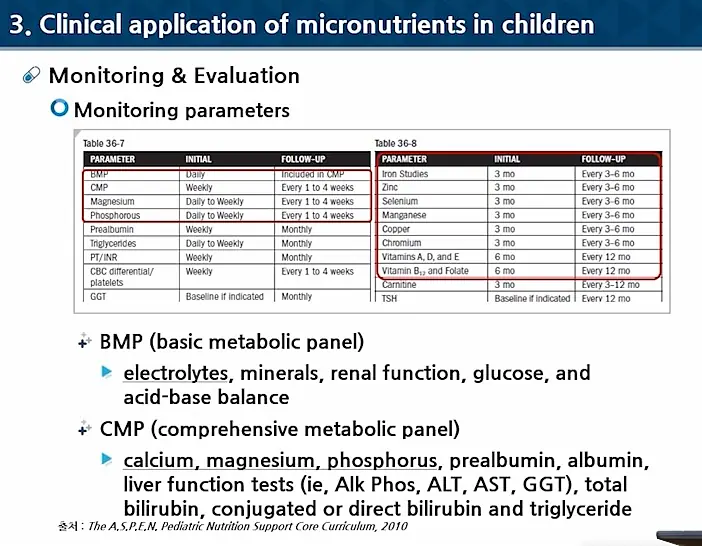 3. Clinical application of micronutrients in children
Monitoring & Evaluation
Monitoring parameters
Table 36-7
PARAMETER INITIAL FOLLOW-UP
BMP Daily Included in CMP
CMP Weekly Every 1 to 4 weeks
Magnesium Daily to Weekly Every 1 to 4 weeks
Phosphorous Daily to Weekly Every 1 to 4 weeks
Prealbumin Weekly Monthly
Triglycerides Daily to Weekly Monthly
PT/INR Weekly Monthly
CBC differential/ Weekly Every 1 to 4 weeks
platelets
GGT Baseline if indicated Monthly
Table 36-8
PARAMETER INITIAL FOLLOW-UP
Iron Studies 3 mo Every 3–6 mo
Zinc 3 mo Every 3–6 mo
Selenium 3 mo Every 3–6 mo
Manganese 3 mo Every 3–6 mo
Copper 3 mo Every 3–6 mo
Chromium 3 mo Every 3–6 mo
Vitamins A, D, and E 6 mo Every 12 mo
Vitamin B₁₂ and Folate 6 mo Every 12 mo
Carnitine 3 mo Every 3–12 mo
TSH Baseline if indicated Every 12 mo
BMP (basic metabolic panel)
electrolytes, minerals, renal function, glucose, and
acid-base balance
CMP (comprehensive metabolic panel)
calcium, magnesium, phosphorus, prealbumin, albumin,
liver function tests (ie, Alk Phos, ALT, AST, GGT), total
bilirubin, conjugated or direct bilirubin and triglyceride
출처 : The A.S.P.E.N. Pediatric Nutrition Support Core Curriculum, 2010